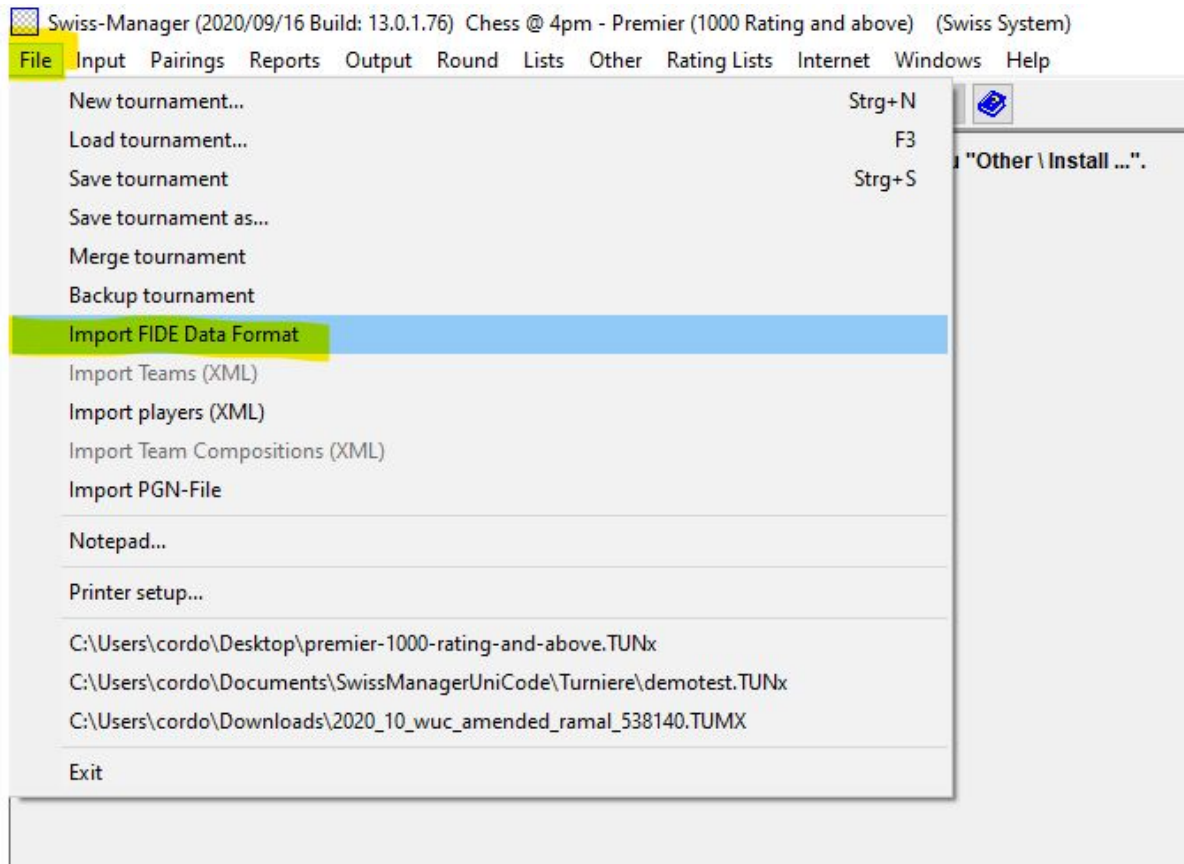 Swiss-Manager (2020/09/16 Build: 13.0.1.76) Chess @ 4pm - Premier (1000 Rating and above) (Swiss System)
File Input Pairings Reports Output Round Lists Other Rating Lists Internet Windows Help
New tournament... Strg+N
Load tournament... F3
"Other \ Install ...".
Save tournament Strg+S
Save tournament as...
Merge tournament
Backup tournament
Import FIDE Data Format
Import Teams (XML)
Import players (XML)
Import Team Compositions (XML)
Import PGN-File
Notepad...
Printer setup...
C:\Users\cordo\Desktop\premier-1000-rating-and-above.TUNx
C:\Users\cordo\Documents\SwissManagerUniCode\Turniere\demotest.TUNx
C:\Users\cordo\Downloads\2020_10_wuc_amended_ramal_538140.TUMX
Exit